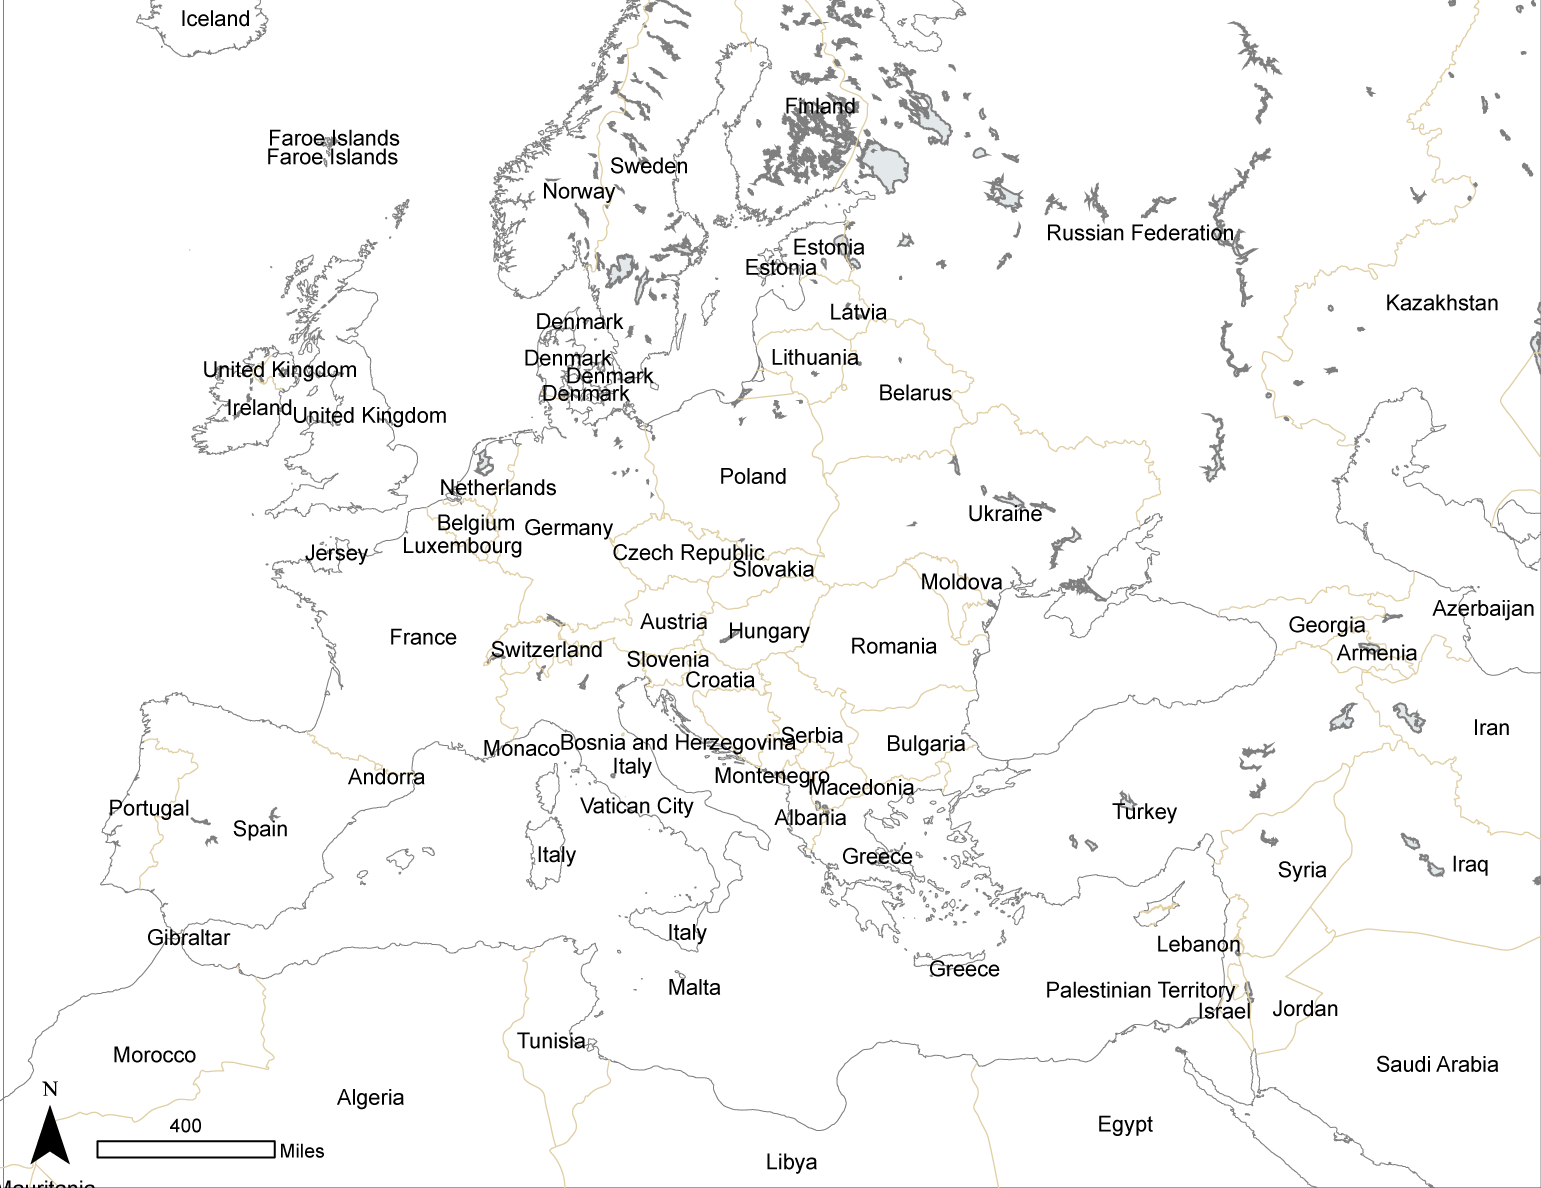 Iceland
Finland
Faroe Islands
Faroe Islands
Sweden
Norway
Russian Federation
Estonia
Estonia
Kazakhstan
Latvia
Denmark
Lithuania
Denmark
United Kingdom
Denmark
Denmark
Belarus
Ireland
United Kingdom
Poland
Netherlands
Ukraine
Belgium
Germany
Luxembourg
Jersey
Czech Republic
Slovakia
Moldova
Azerbaijan
Austria
Georgia
Hungary
France
Romania
Switzerland
Armenia
Slovenia
Croatia
Iran
Serbia
Bosnia and Herzegovina
Bulgaria
Monaco
Italy
Montenegro
Andorra
Macedonia
Vatican City
Portugal
Turkey
Albania
Spain
Italy
Greece
Iraq
Syria
Italy
Gibraltar
Lebanon
Greece
Malta
Palestinian Territory
Israel
Jordan
Tunisia
Morocco
Saudi Arabia
N
Algeria
400
Egypt
Miles
Libya
Mauritania